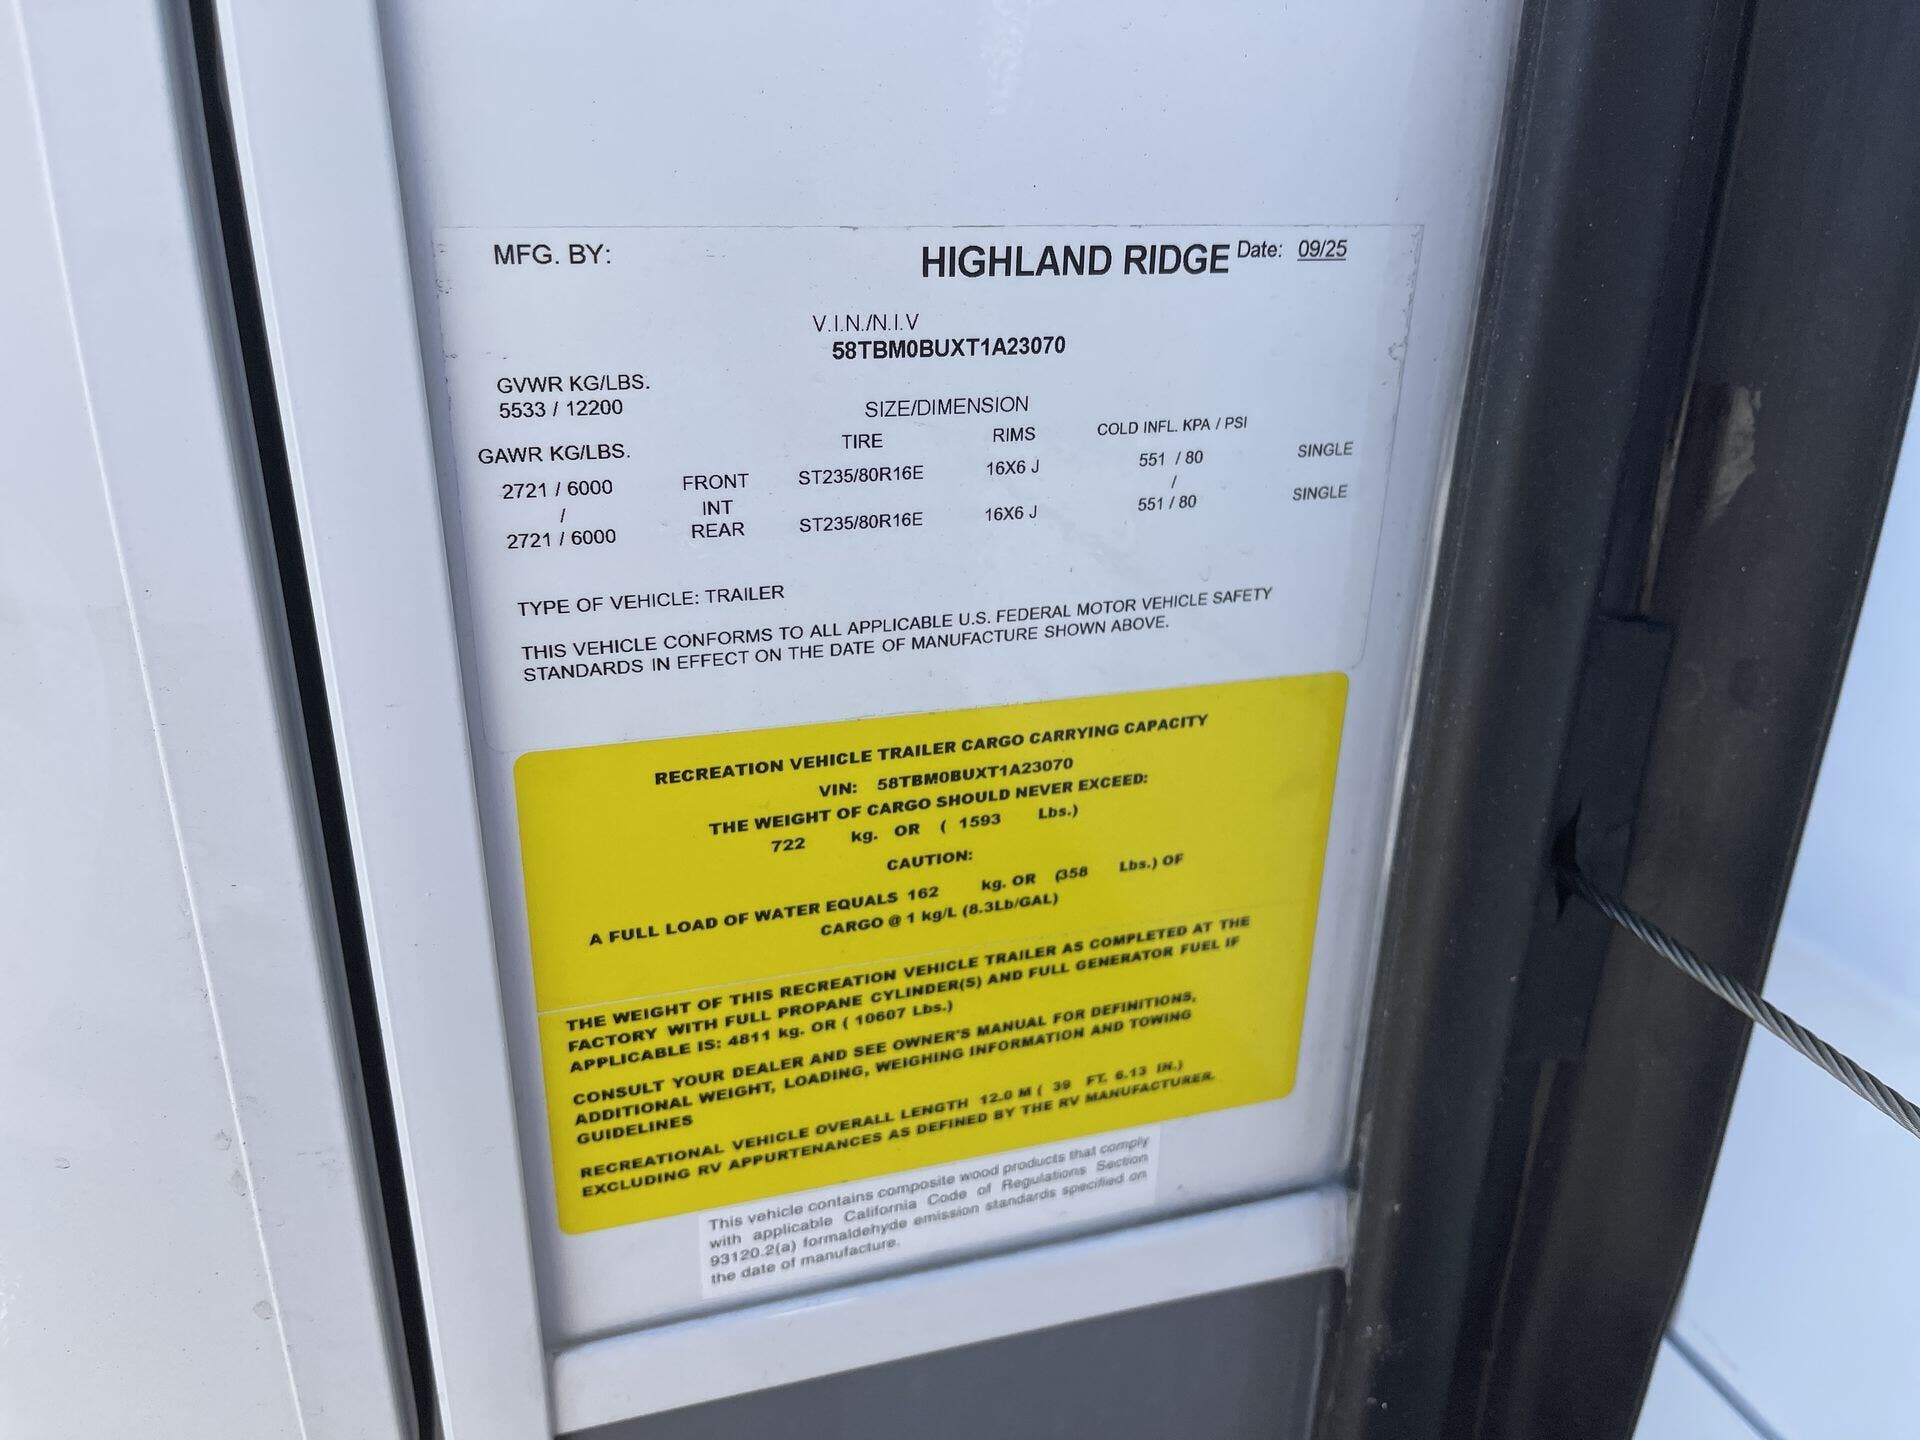 MFG. BY: HIGHLAND RIDGE Date: 09/25
V.I.N./N.I.V
58TBM0BUXT1A23070
GVWR KG/LBS.
5533 / 12200
SIZE/DIMENSION
GAWR KG/LBS. TIRE RIMS COLD INFL. KPA / PSI
2721 / 6000 FRONT ST235/80R16E 16X6 J 551 / 80 SINGLE
/ INT /
2721 / 6000 REAR ST235/80R16E 16X6 J 551 / 80 SINGLE
TYPE OF VEHICLE: TRAILER
THIS VEHICLE CONFORMS TO ALL APPLICABLE U.S. FEDERAL MOTOR VEHICLE SAFETY
STANDARDS IN EFFECT ON THE DATE OF MANUFACTURE SHOWN ABOVE.
RECREATION VEHICLE TRAILER CARGO CARRYING CAPACITY
VIN: 58TBM0BUXT1A23070
THE WEIGHT OF CARGO SHOULD NEVER EXCEED:
722 kg. OR ( 1593 Lbs.)
CAUTION:
A FULL LOAD OF WATER EQUALS 162 kg. OR (358 Lbs.) OF
CARGO @ 1 kg/L (8.3Lb/GAL)
THE WEIGHT OF THIS RECREATION VEHICLE TRAILER AS COMPLETED AT THE
FACTORY WITH FULL PROPANE CYLINDER(S) AND FULL GENERATOR FUEL IF
APPLICABLE IS: 4811 kg. OR ( 10607 Lbs.)
CONSULT YOUR DEALER AND SEE OWNER'S MANUAL FOR DEFINITIONS,
ADDITIONAL WEIGHT, LOADING, WEIGHING INFORMATION AND TOWING
GUIDELINES
RECREATIONAL VEHICLE OVERALL LENGTH 12.0 M ( 39 FT. 6.13 IN.)
EXCLUDING RV APPURTENANCES AS DEFINED BY THE RV MANUFACTURER.
This vehicle contains composite wood products that comply
with applicable California Code of Regulations Section
93120.2(a) formaldehyde emission standards specified on
the date of manufacture.